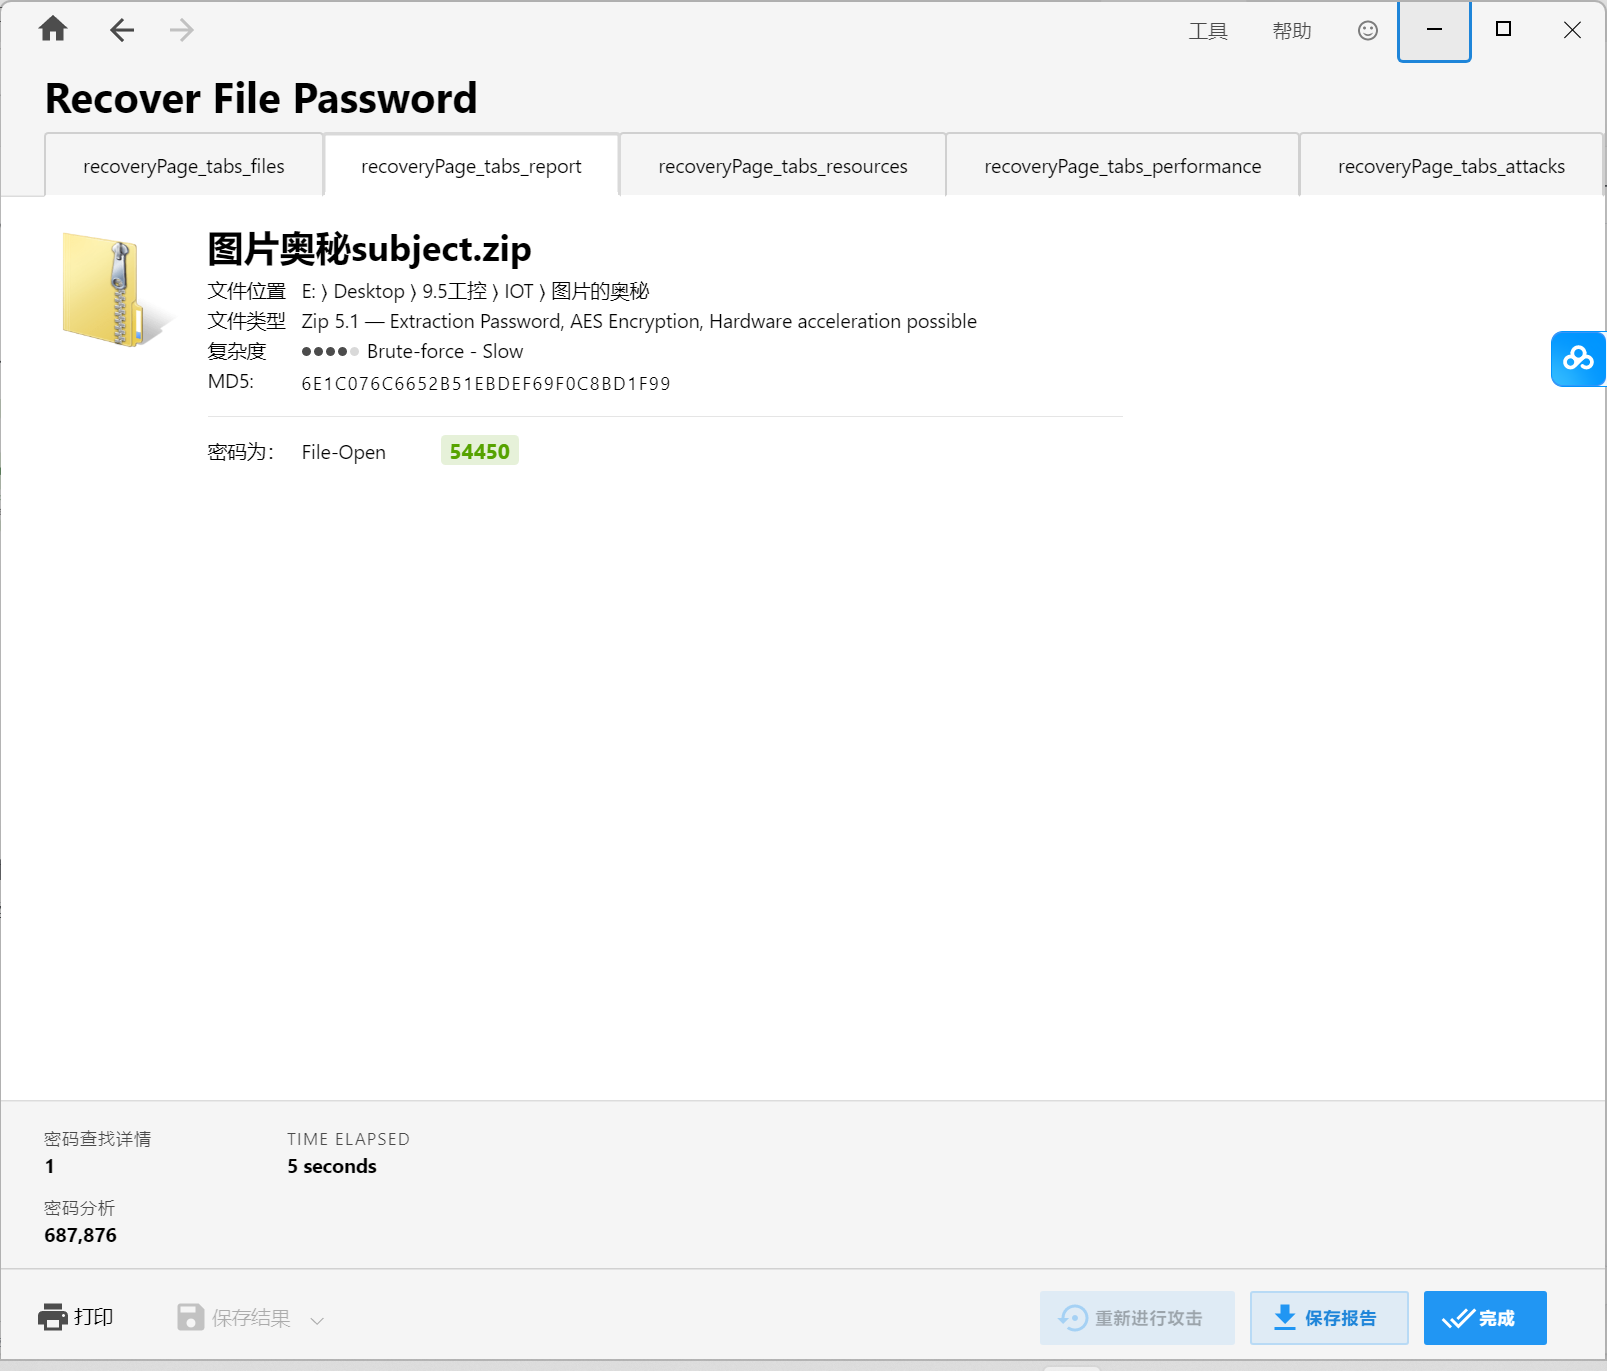 工具 帮助
Recover File Password
recoveryPage_tabs_files recoveryPage_tabs_report recoveryPage_tabs_resources recoveryPage_tabs_performance recoveryPage_tabs_attacks
图片奥秘subject.zip
文件位置 E: ⟩ Desktop ⟩ 9.5工控 ⟩ IOT ⟩ 图片的奥秘
文件类型 Zip 5.1 — Extraction Password, AES Encryption, Hardware acceleration possible
复杂度 Brute-force - Slow
MD5: 6E1C076C6652B51EBDEF69F0C8BD1F99
密码为: File-Open 54450
密码查找详情 TIME ELAPSED
1 5 seconds
密码分析
687,876
打印 保存结果 重新进行攻击 保存报告 完成